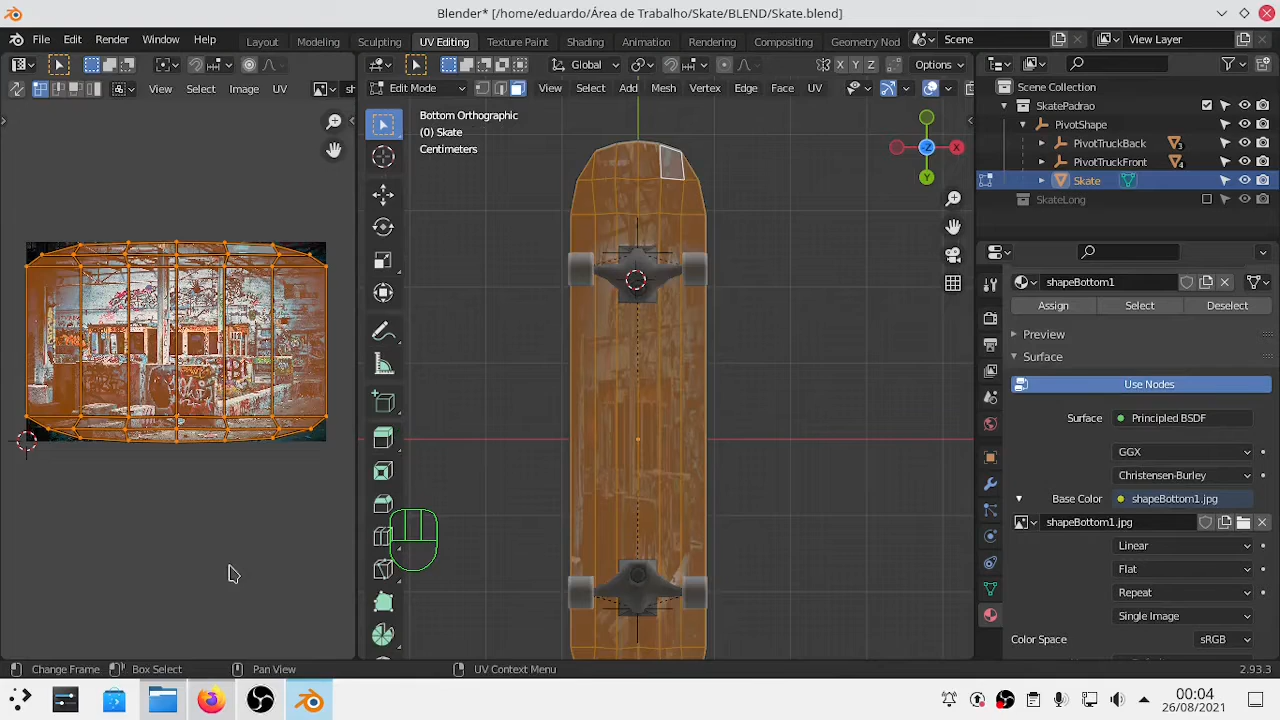 Blender* [/home/eduardo/Área de Trabalho/Skate/BLEND/Skate.blend]
File Edit Render Window Help
Layout Modeling Sculpting UV Editing Texture Paint Shading Animation Rendering Compositing Geometry Nod
Scene
View Layer
Global
Options
X Y Z
View Select Image UV
Edit Mode
View Select Add Mesh Vertex Edge Face UV
Scene Collection
SkatePadrao
PivotShape
PivotTruckBack 3
PivotTruckFront 4
Skate
SkateLong
Bottom Orthographic
(0) Skate
Centimeters
-Z X Y
shapeBottom1
Assign Select Deselect
Preview
Surface
Use Nodes
Surface Principled BSDF
GGX
Christensen-Burley
Base Color shapeBottom1.jpg
shapeBottom1.jpg
Linear
Flat
Repeat
Single Image
Color Space sRGB
Change Frame Box Select Pan View UV Context Menu 2.93.3
00:04
26/08/2021